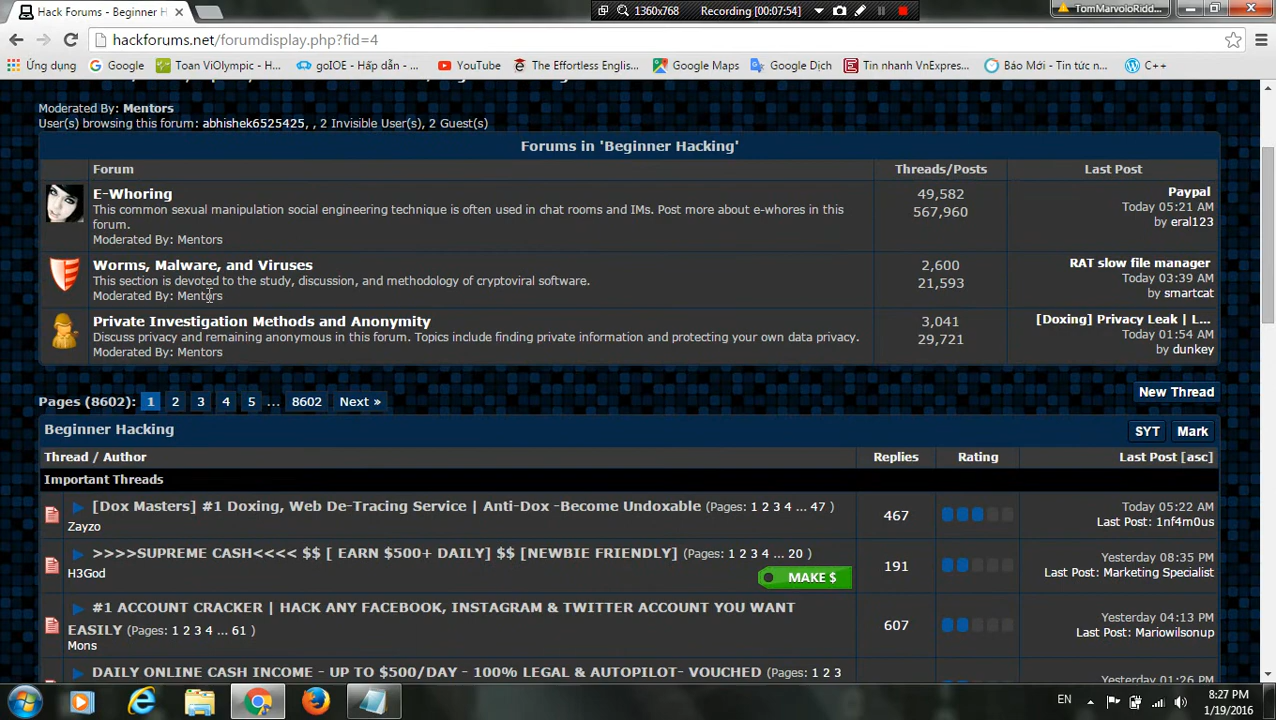 Hack Forums - Beginner H
1360x768
Recording [00:07:54]
TomMarvoloRidd...
hackforums.net/forumdisplay.php?fid=4
Ứng dụng
Google
Toan ViOlympic - H...
goIOE - Hấp dẫn - ...
YouTube
The Effortless Englis...
Google Maps
Google Dịch
Tin nhanh VnExpres...
Báo Mới - Tin tức n...
C++
Moderated By: Mentors
User(s) browsing this forum: abhishek6525425, , 2 Invisible User(s), 2 Guest(s)
Forums in 'Beginner Hacking'
Forum
Threads/Posts
Last Post
E-Whoring
This common sexual manipulation social engineering technique is often used in chat rooms and IMs. Post more about e-whores in this
forum.
Moderated By: Mentors
49,582
567,960
Paypal
Today 05:21 AM
by eral123
Worms, Malware, and Viruses
This section is devoted to the study, discussion, and methodology of cryptoviral software.
Moderated By: Mentors
2,600
21,593
RAT slow file manager
Today 03:39 AM
by smartcat
Private Investigation Methods and Anonymity
Discuss privacy and remaining anonymous in this forum. Topics include finding private information and protecting your own data privacy.
Moderated By: Mentors
3,041
29,721
[Doxing] Privacy Leak | L...
Today 01:54 AM
by dunkey
Pages (8602): 1 2 3 4 5 ... 8602 Next »
New Thread
Beginner Hacking
SYT
Mark
Thread / Author
Replies
Rating
Last Post [asc]
Important Threads
[Dox Masters] #1 Doxing, Web De-Tracing Service | Anti-Dox -Become Undoxable (Pages: 1 2 3 4 ... 47 )
Zayzo
467
Today 05:22 AM
Last Post: 1nf4m0us
>>>>SUPREME CASH<<<< $$ [ EARN $500+ DAILY] $$ [NEWBIE FRIENDLY] (Pages: 1 2 3 4 ... 20 )
H3God
MAKE $
191
Yesterday 08:35 PM
Last Post: Marketing Specialist
#1 ACCOUNT CRACKER | HACK ANY FACEBOOK, INSTAGRAM & TWITTER ACCOUNT YOU WANT
EASILY (Pages: 1 2 3 4 ... 61 )
Mons
607
Yesterday 04:13 PM
Last Post: Mariowilsonup
DAILY ONLINE CASH INCOME - UP TO $500/DAY - 100% LEGAL & AUTOPILOT- VOUCHED (Pages: 1 2 3
Yesterday 01:26 PM
EN
8:27 PM
1/19/2016